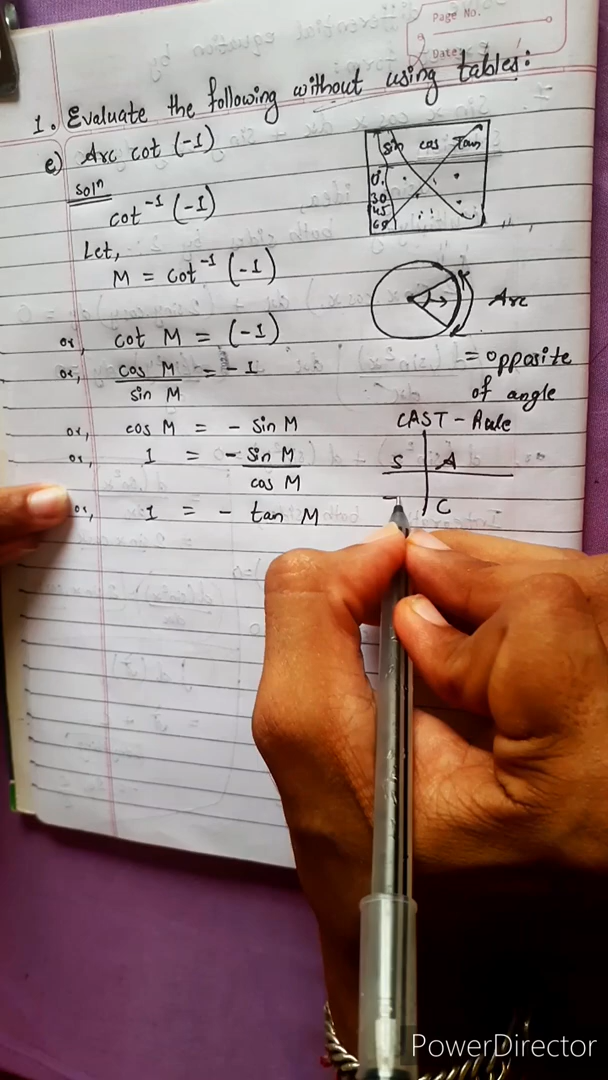 Page No.
Date:
1. Evaluate the following without using tables:
e) Arc cot (-1)
Solⁿ
cot⁻¹ (-1)
Let,
M = cot⁻¹ (-1)
or, cot M = (-1)
or, cos M / sin M = -1
or, cos M = - sin M
or, 1 = - sin M / cos M
or, 1 = - tan M
sin cos Tan
0
30
45
60
Arc
= opposite
of angle
CAST - Rule
S A
C
PowerDirector